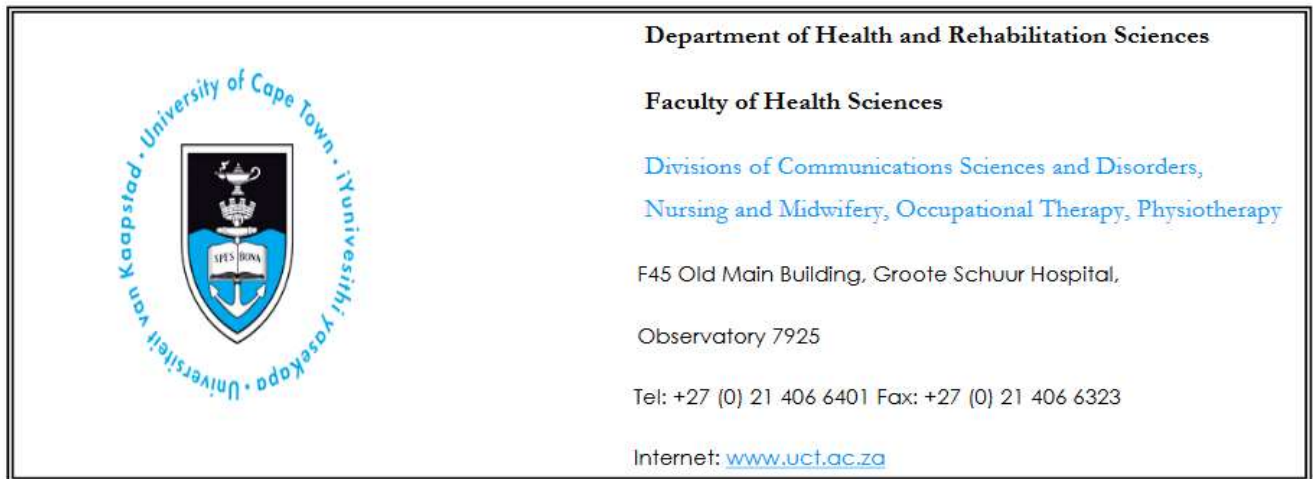 University of Cape Town · iYunivesithi yaseKapa · Universiteit van Kaapstad ·
SPES BONA
Department of Health and Rehabilitation Sciences
Faculty of Health Sciences
Divisions of Communications Sciences and Disorders,
Nursing and Midwifery, Occupational Therapy, Physiotherapy
F45 Old Main Building, Groote Schuur Hospital,
Observatory 7925
Tel: +27 (0) 21 406 6401 Fax: +27 (0) 21 406 6323
Internet: www.uct.ac.za